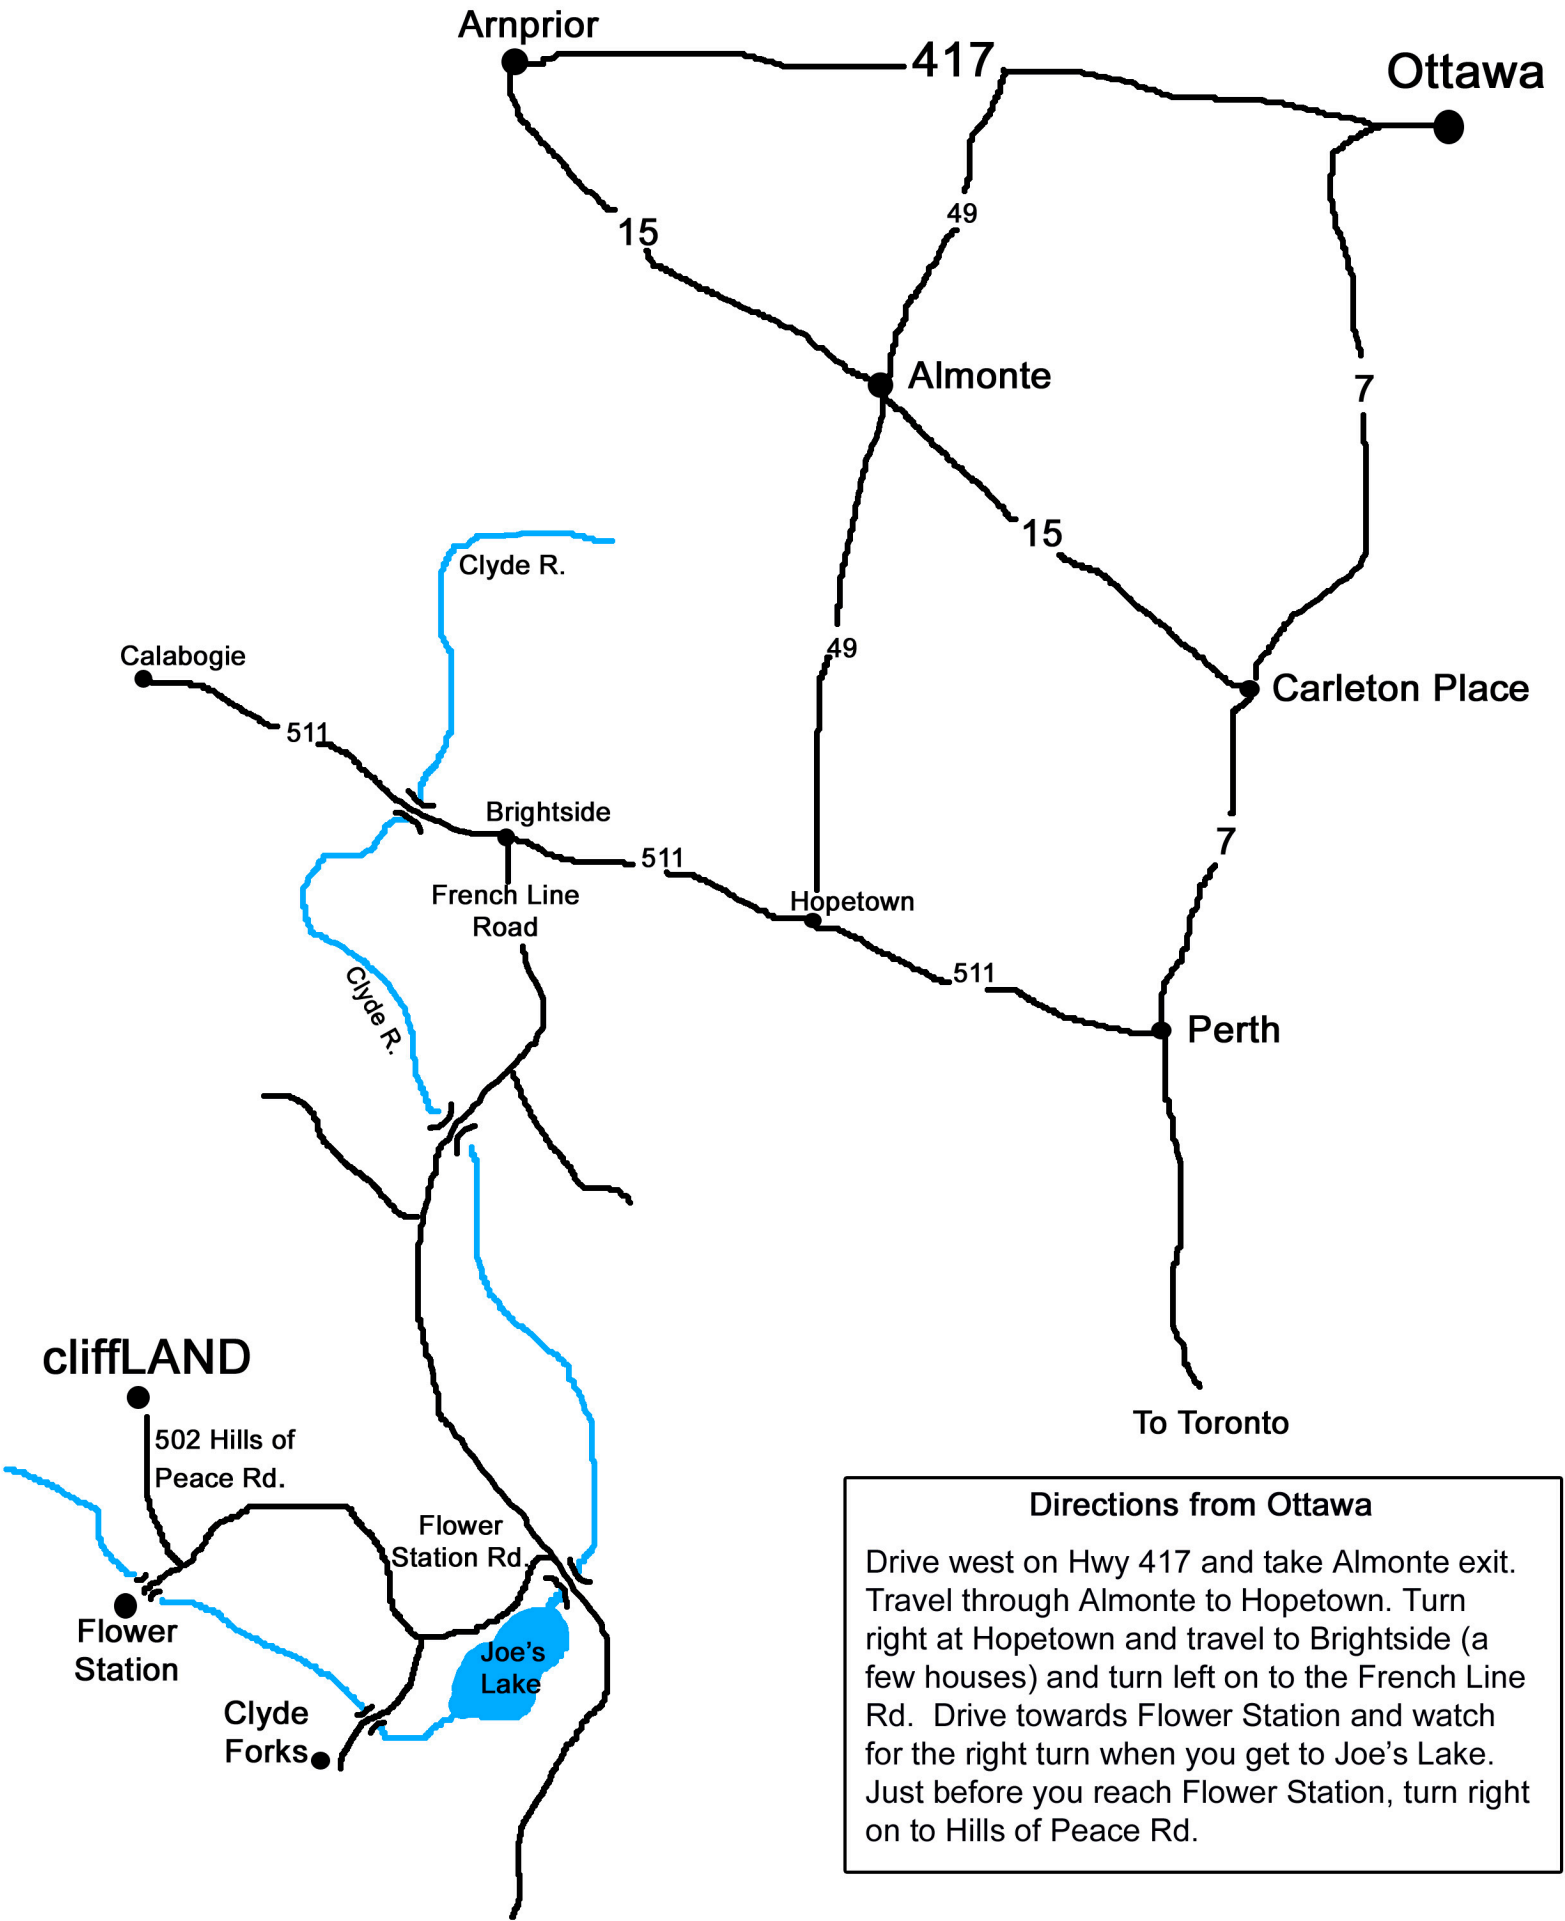 Arnprior
417
Ottawa
15
49
Almonte
7
15
Clyde R.
49
Calabogie
Carleton Place
511
Brightside
7
511
French Line
Road
Hopetown
511
Clyde R.
Perth
cliffLAND
To Toronto
502 Hills of
Peace Rd.
Flower
Station Rd.
Flower
Station
Joe's
Lake
Clyde
Forks
Directions from Ottawa
Drive west on Hwy 417 and take Almonte exit.
Travel through Almonte to Hopetown. Turn
right at Hopetown and travel to Brightside (a
few houses) and turn left on to the French Line
Rd.  Drive towards Flower Station and watch
for the right turn when you get to Joe’s Lake.
Just before you reach Flower Station, turn right
on to Hills of Peace Rd.